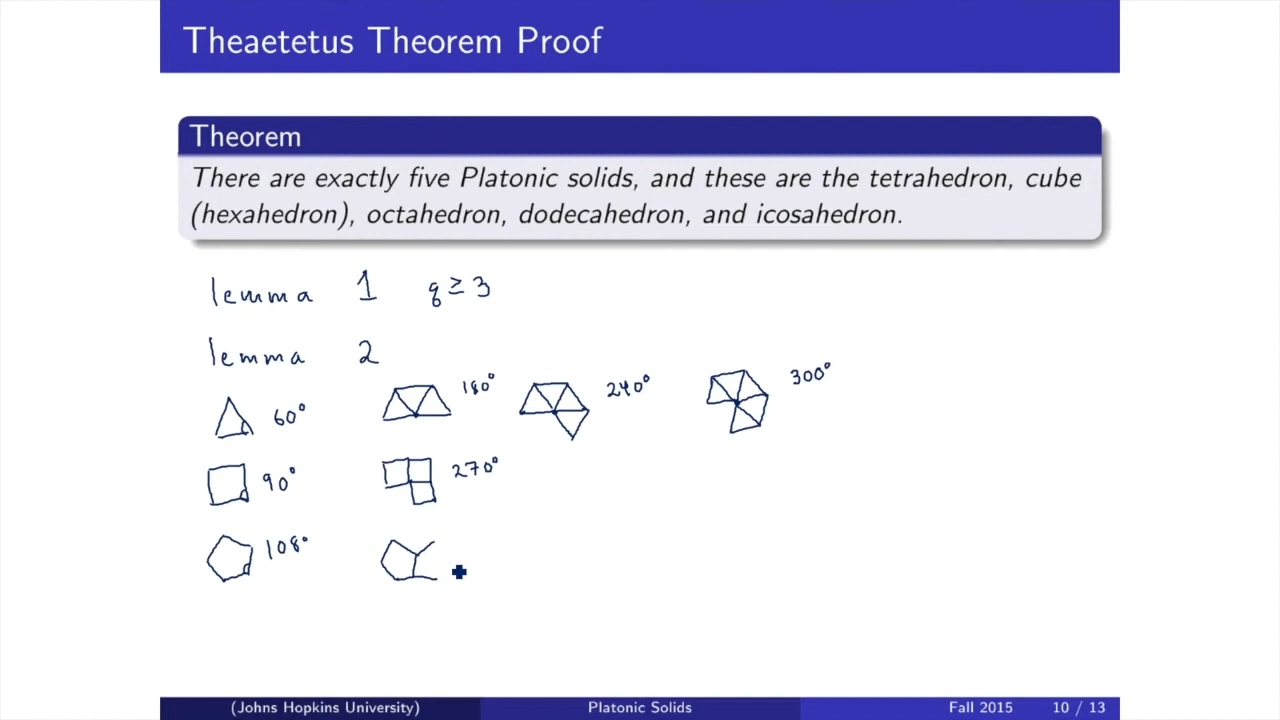 Theaetetus Theorem Proof
Theorem
There are exactly five Platonic solids, and these are the tetrahedron, cube
(hexahedron), octahedron, dodecahedron, and icosahedron.
lemma 1 q ≥ 3
lemma 2
60° 180° 240° 300°
90° 270°
108°
(Johns Hopkins University) Platonic Solids Fall 2015 10 / 13